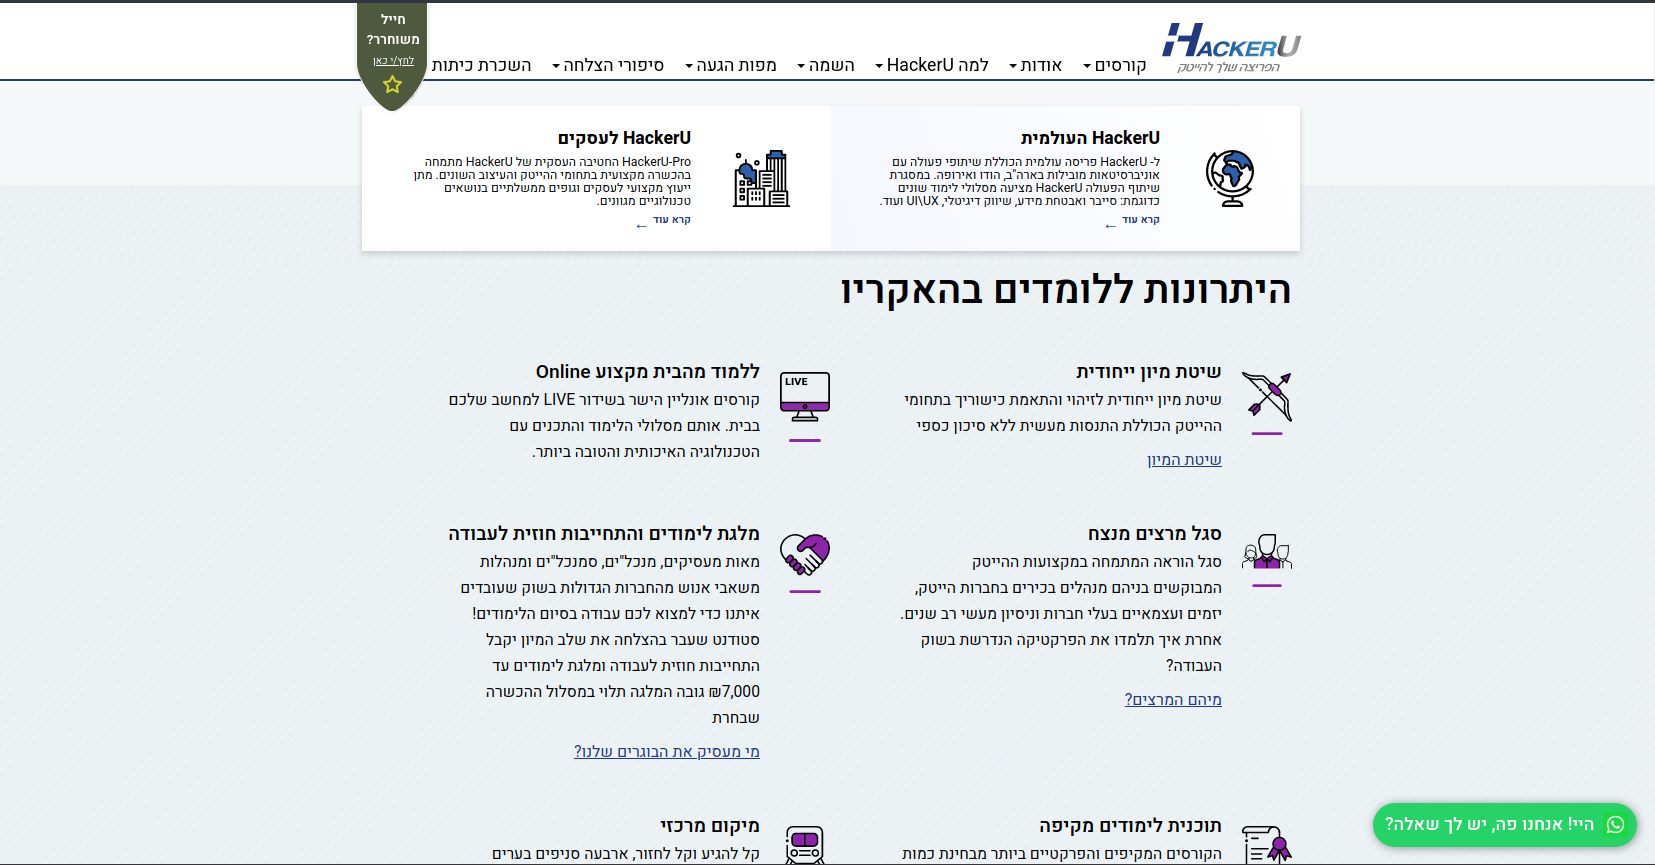 HACKERU
הפריצה שלך להייטק
קורסים
אודות
למה HackerU
השמה
מפות הגעה
סיפורי הצלחה
השכרת כיתות
חייל
משוחרר?
לחץ/י כאן
HackerU העולמית
ל- HackerU פריסה עולמית הכוללת שיתופי פעולה עם
אוניברסיטאות מובילות בארה"ב, הודו ואירופה. במסגרת
שיתוף הפעולה HackerU מציעה מסלולי לימוד שונים
כדוגמת: סייבר ואבטחת מידע, שיווק דיגיטלי, UI\UX ועוד.
קרא עוד ←
HackerU לעסקים
HackerU-Pro החטיבה העסקית של HackerU מתמחה
בהכשרה מקצועית בתחומי ההייטק והעיצוב השונים. מתן
ייעוץ מקצועי לעסקים וגופים ממשלתיים בנושאים
טכנולוגיים מגוונים.
קרא עוד ←
היתרונות ללומדים בהאקריו
שיטת מיון ייחודית
שיטת מיון ייחודית לזיהוי והתאמת כישוריך בתחומי
ההייטק הכוללת התנסות מעשית ללא סיכון כספי
שיטת המיון
LIVE
ללמוד מהבית מקצוע Online
קורסים אונליין הישר בשידור LIVE למחשב שלכם
בבית. אותם מסלולי הלימוד והתכנים עם
הטכנולוגיה האיכותית והטובה ביותר.
סגל מרצים מנצח
סגל הוראה המתמחה במקצועות ההייטק
המבוקשים בניהם מנהלים בכירים בחברות הייטק,
יזמים ועצמאיים בעלי חברות וניסיון מעשי רב שנים.
אחרת איך תלמדו את הפרקטיקה הנדרשת בשוק
העבודה?
מיהם המרצים?
מלגת לימודים והתחייבות חוזית לעבודה
מאות מעסיקים, מנכל"ים, סמנכל"ים ומנהלות
משאבי אנוש מהחברות הגדולות בשוק שעובדים
איתנו כדי למצוא לכם עבודה בסיום הלימודים!
סטודנט שעבר בהצלחה את שלב המיון יקבל
התחייבות חוזית לעבודה ומלגת לימודים עד
7,000₪ גובה המלגה תלוי במסלול ההכשרה
שבחרת
מי מעסיק את הבוגרים שלנו?
תוכנית לימודים מקיפה
הקורסים המקיפים והפרקטיים ביותר מבחינת כמות
מיקום מרכזי
קל להגיע וקל לחזור, ארבעה סניפים בערים
היי! אנחנו פה, יש לך שאלה?